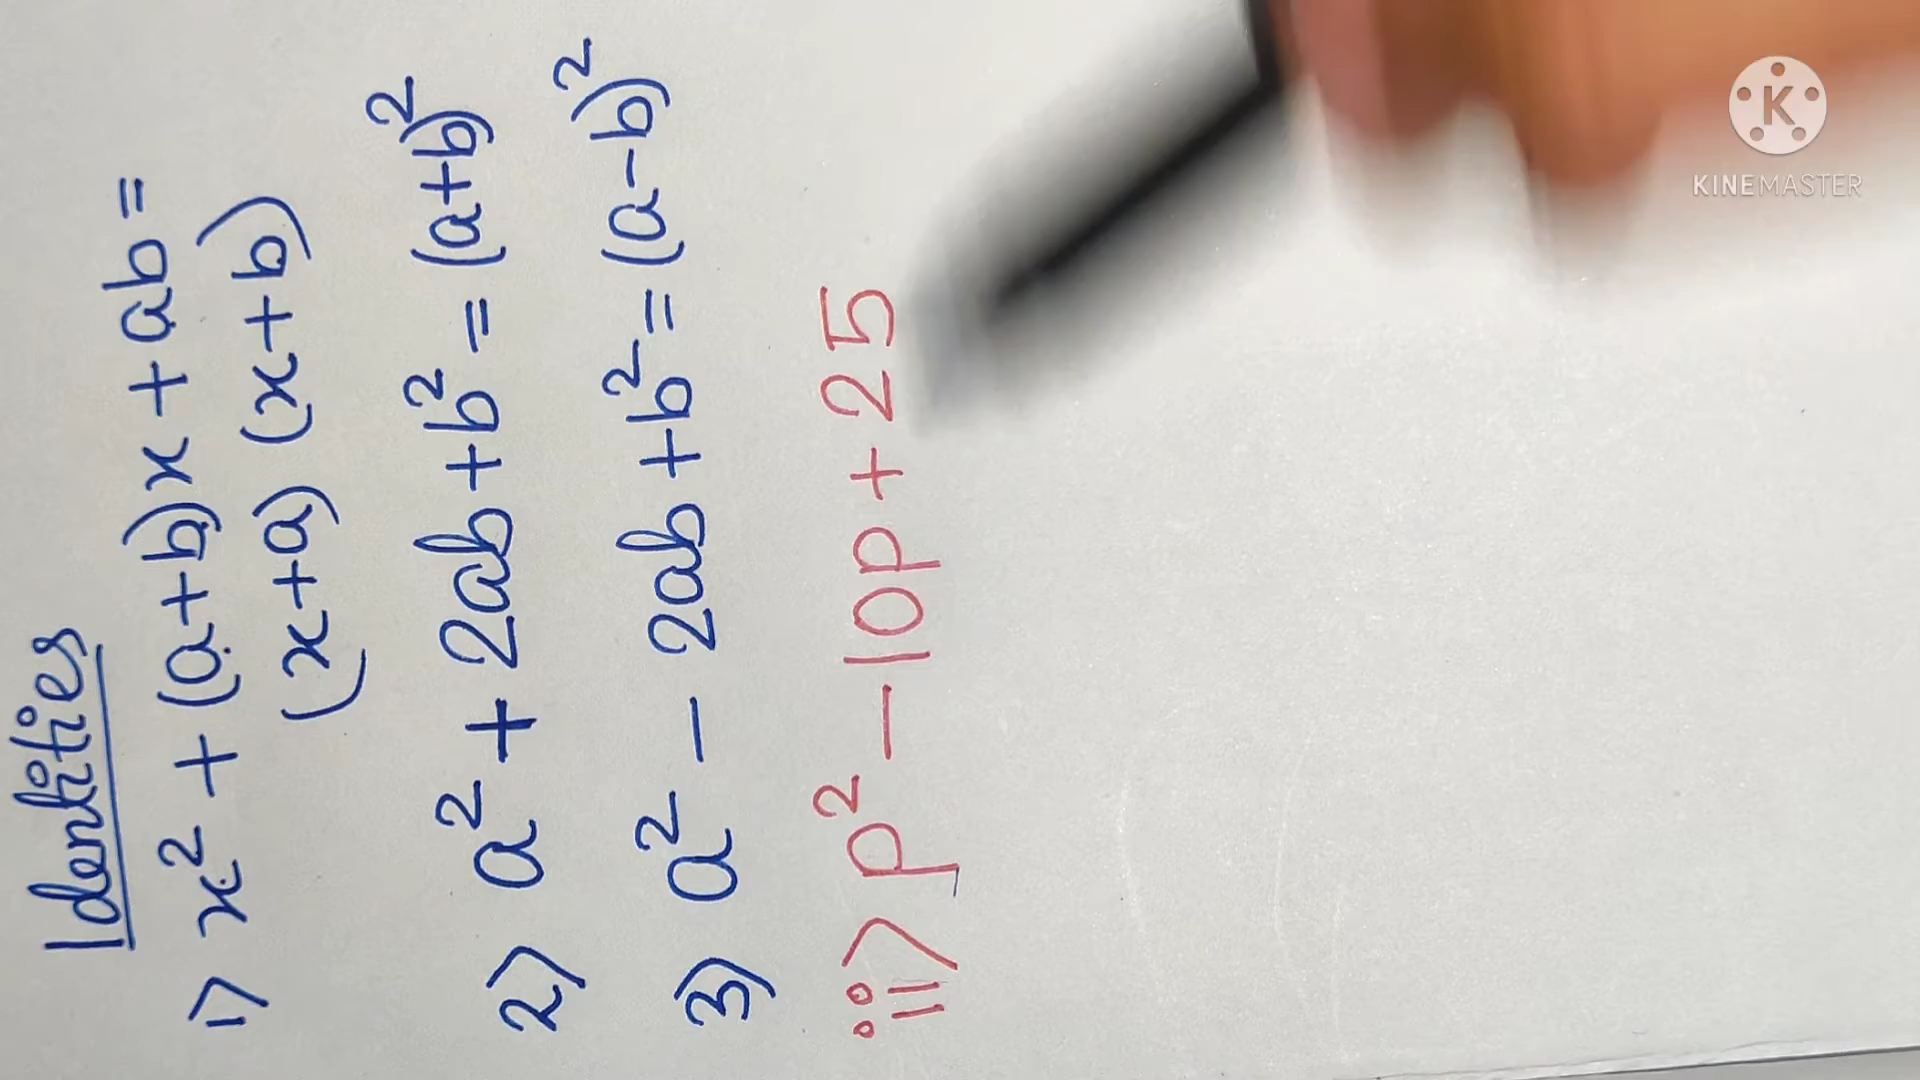 Identities
1) x² + (a+b)x + ab =
(x+a) (x+b)
2) a² + 2ab + b² = (a+b)²
3) a² - 2ab + b² = (a-b)²
ii) p² - 10p + 25
K
KINEMASTER